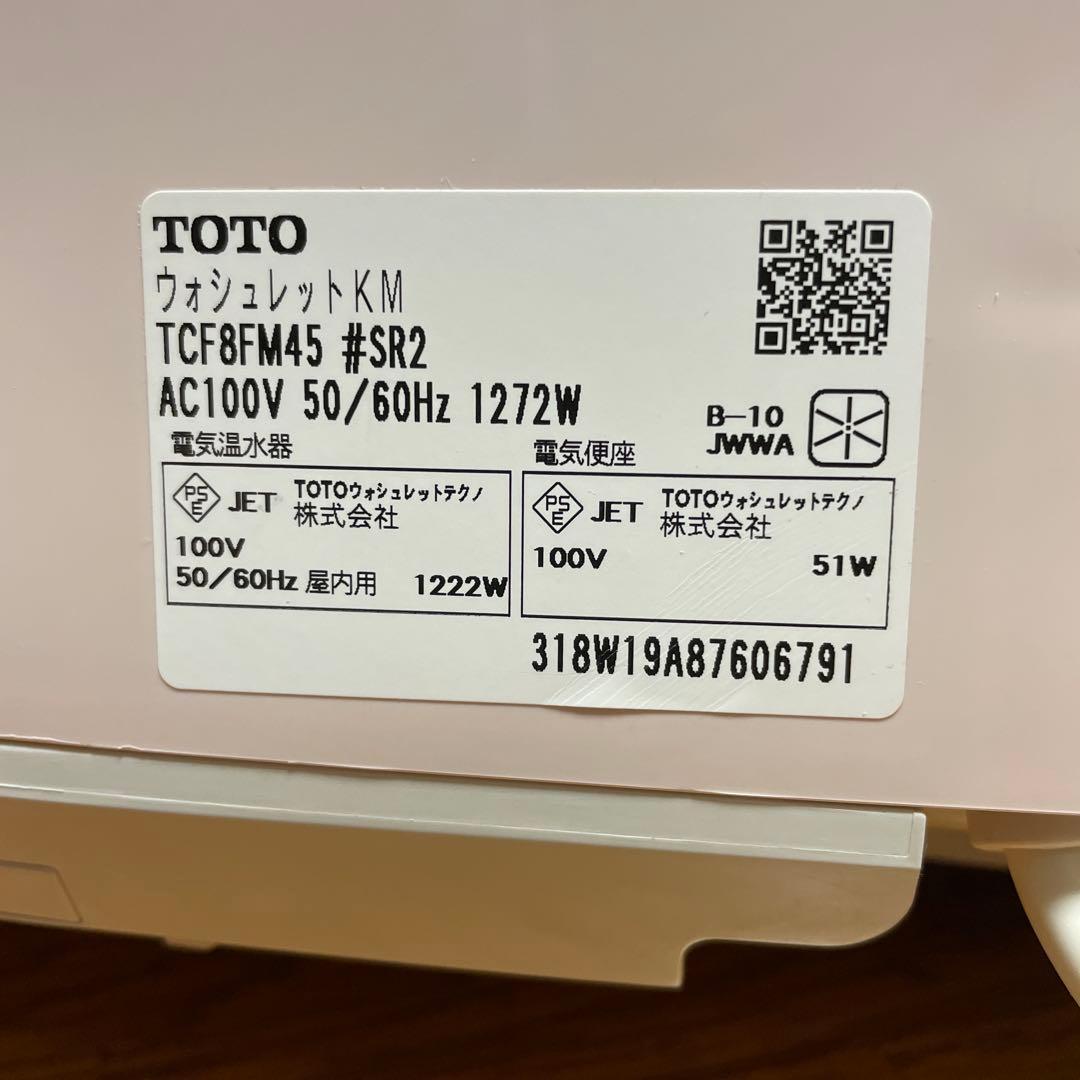 TOTO
ウォシュレットKM
TCF8FM45 #SR2
AC100V 50/60Hz 1272W
B-10
JWWA
電気温水器
PSE JET TOTOウォシュレットテクノ
株式会社
100V
50/60Hz 屋内用 1222W
電気便座
PSE JET TOTOウォシュレットテクノ
株式会社
100V 51W
318W19A87606791